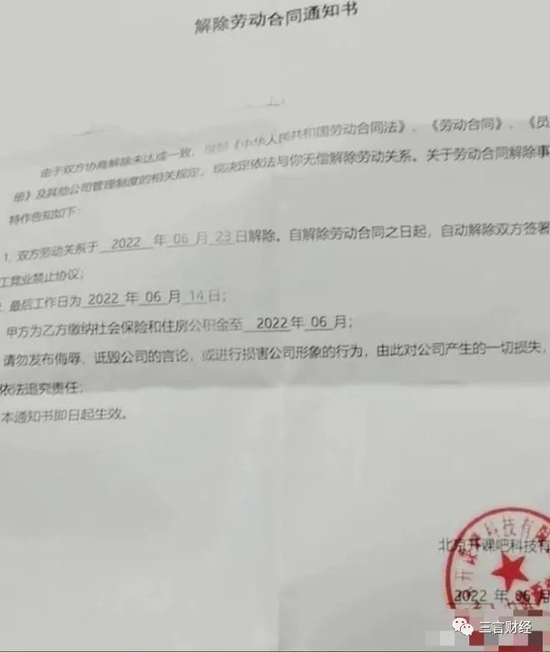 解除劳动合同通知书
由于双方协商解除未达成一致，根据《中华人民共和国劳动合同法》、《劳动合同》、《员
册》及其他公司管理制度的相关规定，现决定依法与你无偿解除劳动关系。关于劳动合同解除事
特作告知如下：
1. 双方劳动关系于 2022 年 06 月 23 日解除。自解除劳动合同之日起，自动解除双方签署
工竞业禁止协议；
2. 最后工作日为 2022 年 06 月 14 日；
甲方为乙方缴纳社会保险和住房公积金至 2022 年 06 月；
请勿发布侮辱、诋毁公司的言论，或进行损害公司形象的行为，由此对公司产生的一切损失，
依法追究责任；
本通知书即日起生效。
北京开课吧科技有
2022 年 06 月
三言财经